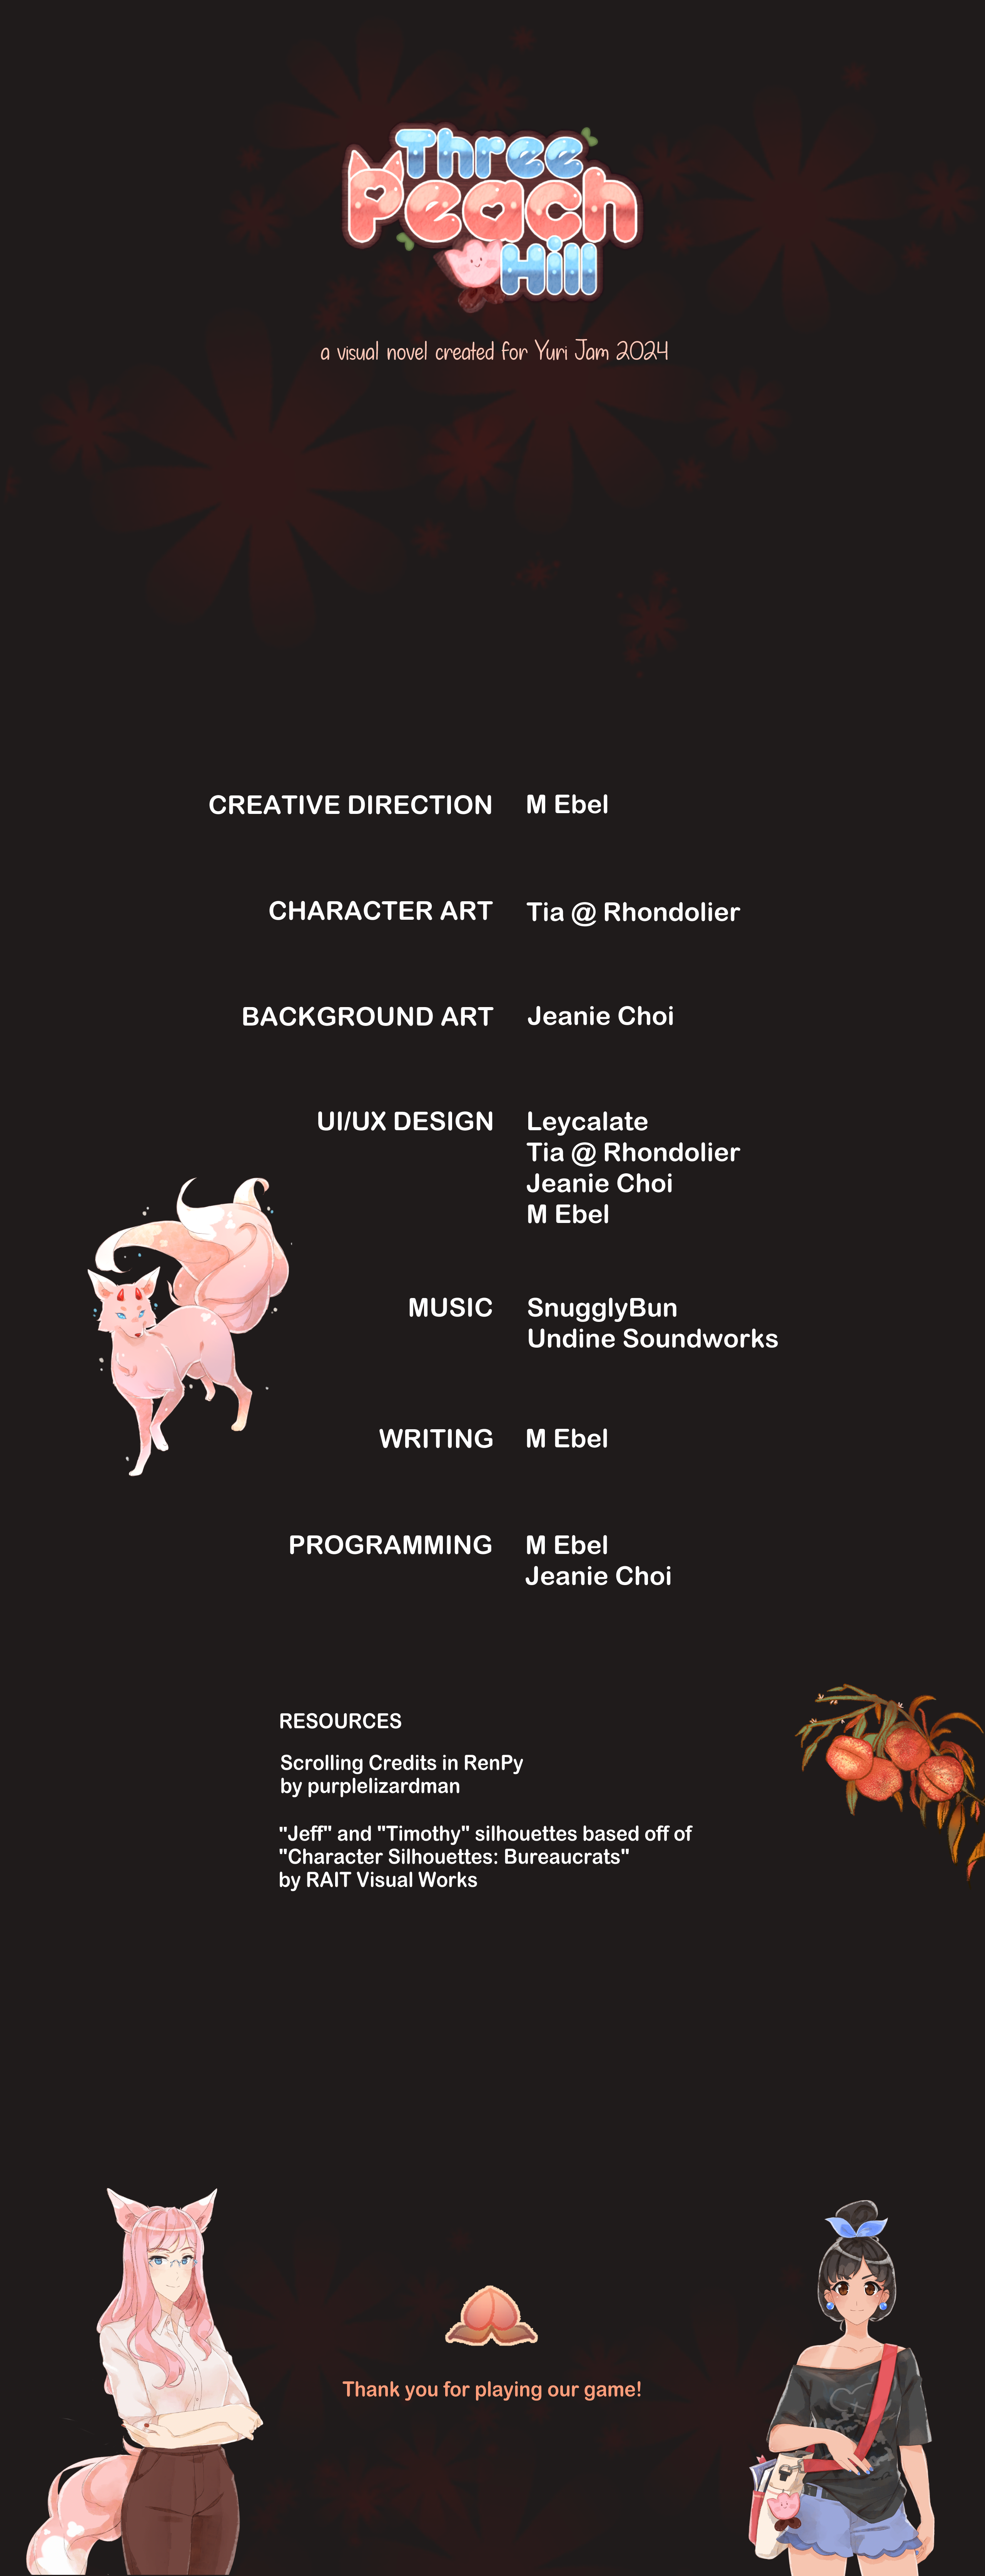 Three
Peach
Hill
a visual novel created for Yuri Jam 2024
CREATIVE DIRECTION M Ebel
CHARACTER ART Tia @ Rhondolier
BACKGROUND ART Jeanie Choi
UI/UX DESIGN Leycalate
Tia @ Rhondolier
Jeanie Choi
M Ebel
MUSIC SnugglyBun
Undine Soundworks
WRITING M Ebel
PROGRAMMING M Ebel
Jeanie Choi
RESOURCES
Scrolling Credits in RenPy
by purplelizardman
"Jeff" and "Timothy" silhouettes based off of
"Character Silhouettes: Bureaucrats"
by RAIT Visual Works
Thank you for playing our game!